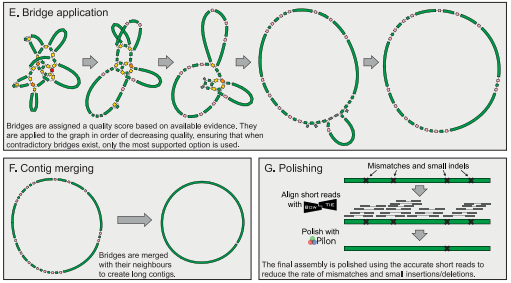 E. Bridge application
Bridges are assigned a quality score based on available evidence. They
are applied to the graph in order of decreasing quality, ensuring that when
contradictory bridges exist, only the most supported option is used.
F. Contig merging
Bridges are merged
with their neighbours
to create long contigs.
G. Polishing
Mismatches and small indels
Align short reads
with BOW TIE
Polish with
Pilon
The final assembly is polished using the accurate short reads to
reduce the rate of mismatches and small insertions/deletions.